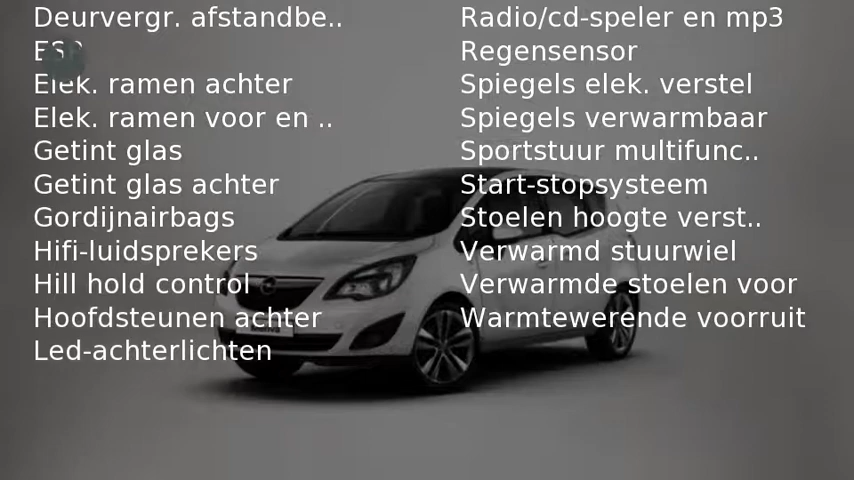 Deurvergr. afstandbe..
ESP
Elek. ramen achter
Elek. ramen voor en ..
Getint glas
Getint glas achter
Gordijnairbags
Hifi-luidsprekers
Hill hold control
Hoofdsteunen achter
Led-achterlichten
Radio/cd-speler en mp3
Regensensor
Spiegels elek. verstel
Spiegels verwarmbaar
Sportstuur multifunc..
Start-stopsysteem
Stoelen hoogte verst..
Verwarmd stuurwiel
Verwarmde stoelen voor
Warmtewerende voorruit